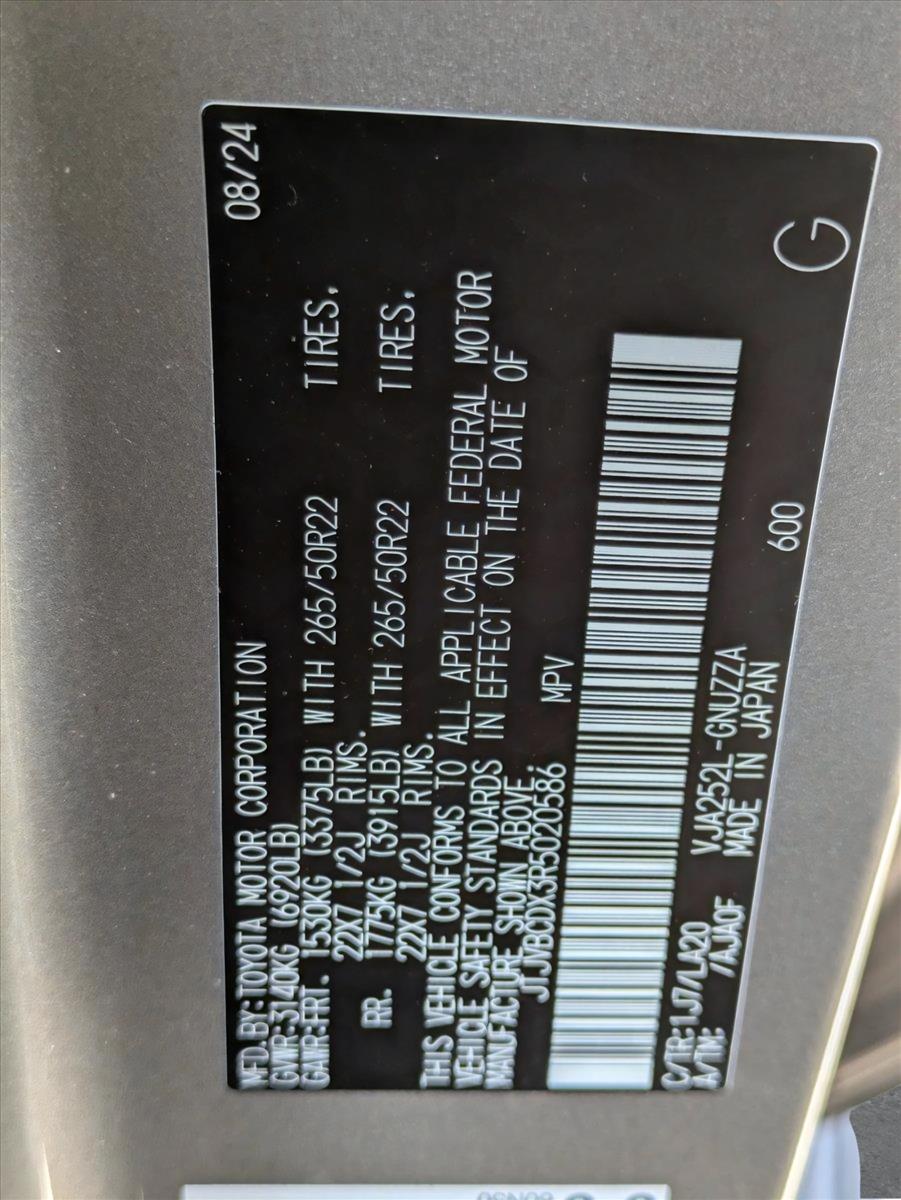 MFD.BY:TOYOTA MOTOR CORPORATION 08/24
GVWR:3140KG (6920LB)
GAWR:FRT. 1530KG (3375LB) WITH 265/50R22 TIRES,
22X7 1/2J RIMS.
RR. 1775KG (3915LB) WITH 265/50R22 TIRES,
22X7 1/2J RIMS.
THIS VEHICLE CONFORMS TO ALL APPLICABLE FEDERAL MOTOR
VEHICLE SAFETY STANDARDS IN EFFECT ON THE DATE OF
MANUFACTURE SHOWN ABOVE.
JTJVBCDX3R5020586 MPV
C/TR:1J7/LA20 VJA252L-GNUZZA 600 G
A/TM: /AJA0F MADE IN JAPAN